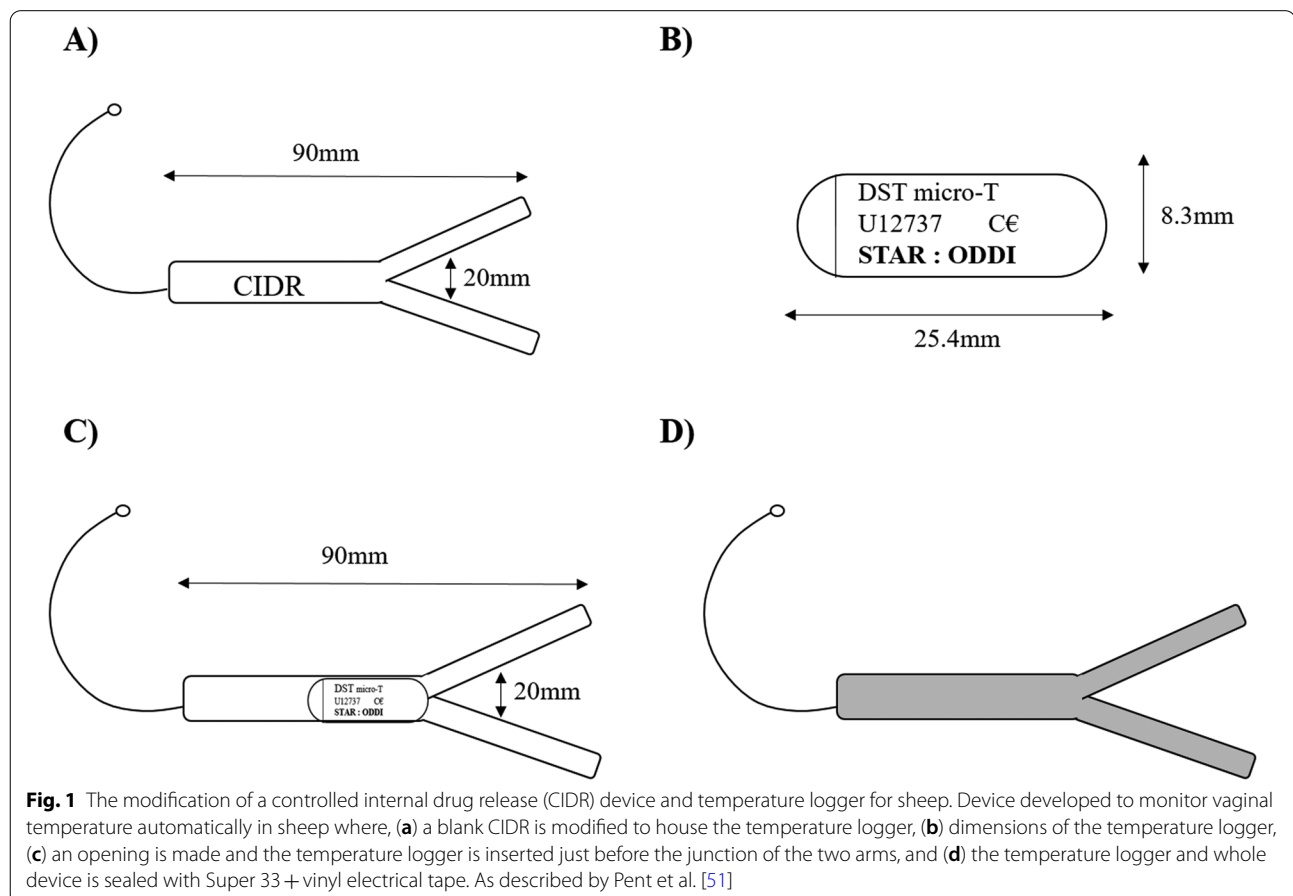 A)
B)
90mm
CIDR
20mm
DST micro-T
U12737 C€
STAR : ODDI
8.3mm
25.4mm
C)
D)
90mm
DST micro-T
U12737 C€
STAR : ODDI
20mm
Fig. 1 The modification of a controlled internal drug release (CIDR) device and temperature logger for sheep. Device developed to monitor vaginal
temperature automatically in sheep where, (a) a blank CIDR is modified to house the temperature logger, (b) dimensions of the temperature logger,
(c) an opening is made and the temperature logger is inserted just before the junction of the two arms, and (d) the temperature logger and whole
device is sealed with Super 33 + vinyl electrical tape. As described by Pent et al. [51]